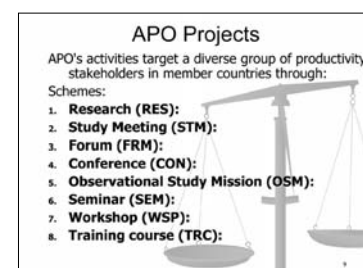 APO Projects
APO's activities target a diverse group of productivity
stakeholders in member countries through:
Schemes:
1. Research (RES):
2. Study Meeting (STM):
3. Forum (FRM):
4. Conference (CON):
5. Observational Study Mission (OSM):
6. Seminar (SEM):
7. Workshop (WSP):
8. Training course (TRC):
9